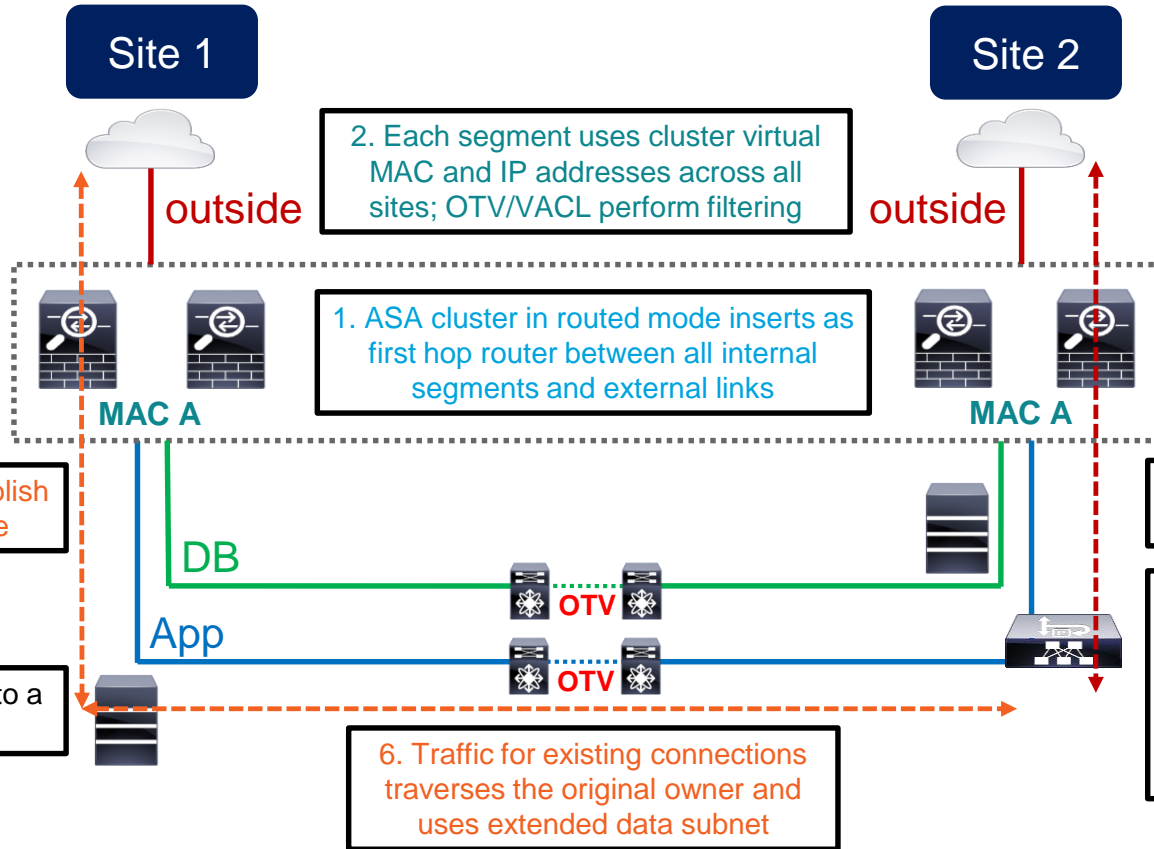 Site 1
Site 2
2. Each segment uses cluster virtual
MAC and IP addresses across all
sites; OTV/VACL perform filtering
outside
outside
1. ASA cluster in routed mode inserts as
first hop router between all internal
segments and external links
MAC A
MAC A
DB
OTV
App
OTV
to a
6. Traffic for existing connections
traverses the original owner and
uses extended data subnet